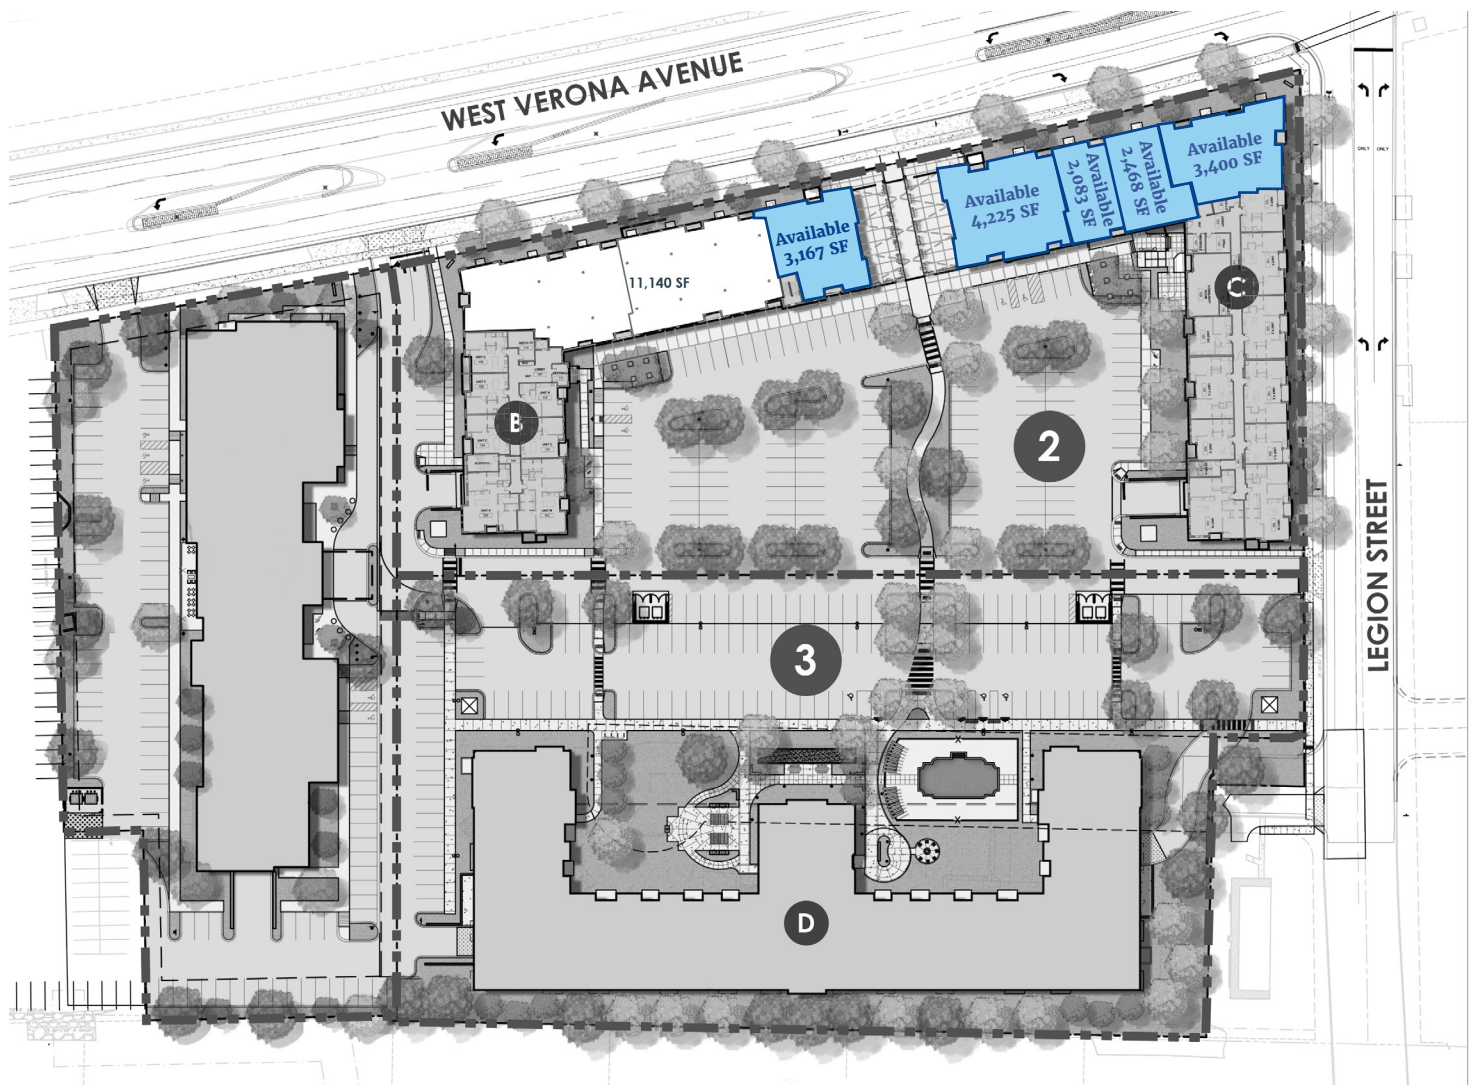 WEST VERONA AVENUE
ONLY
ONLY
Available
3,400 SF
Available
2,468 SF
Available
2,083 SF
Available
4,225 SF
Available
3,167 SF
11,140 SF
C
B
LOBBY
2
LEGION STREET
3
D